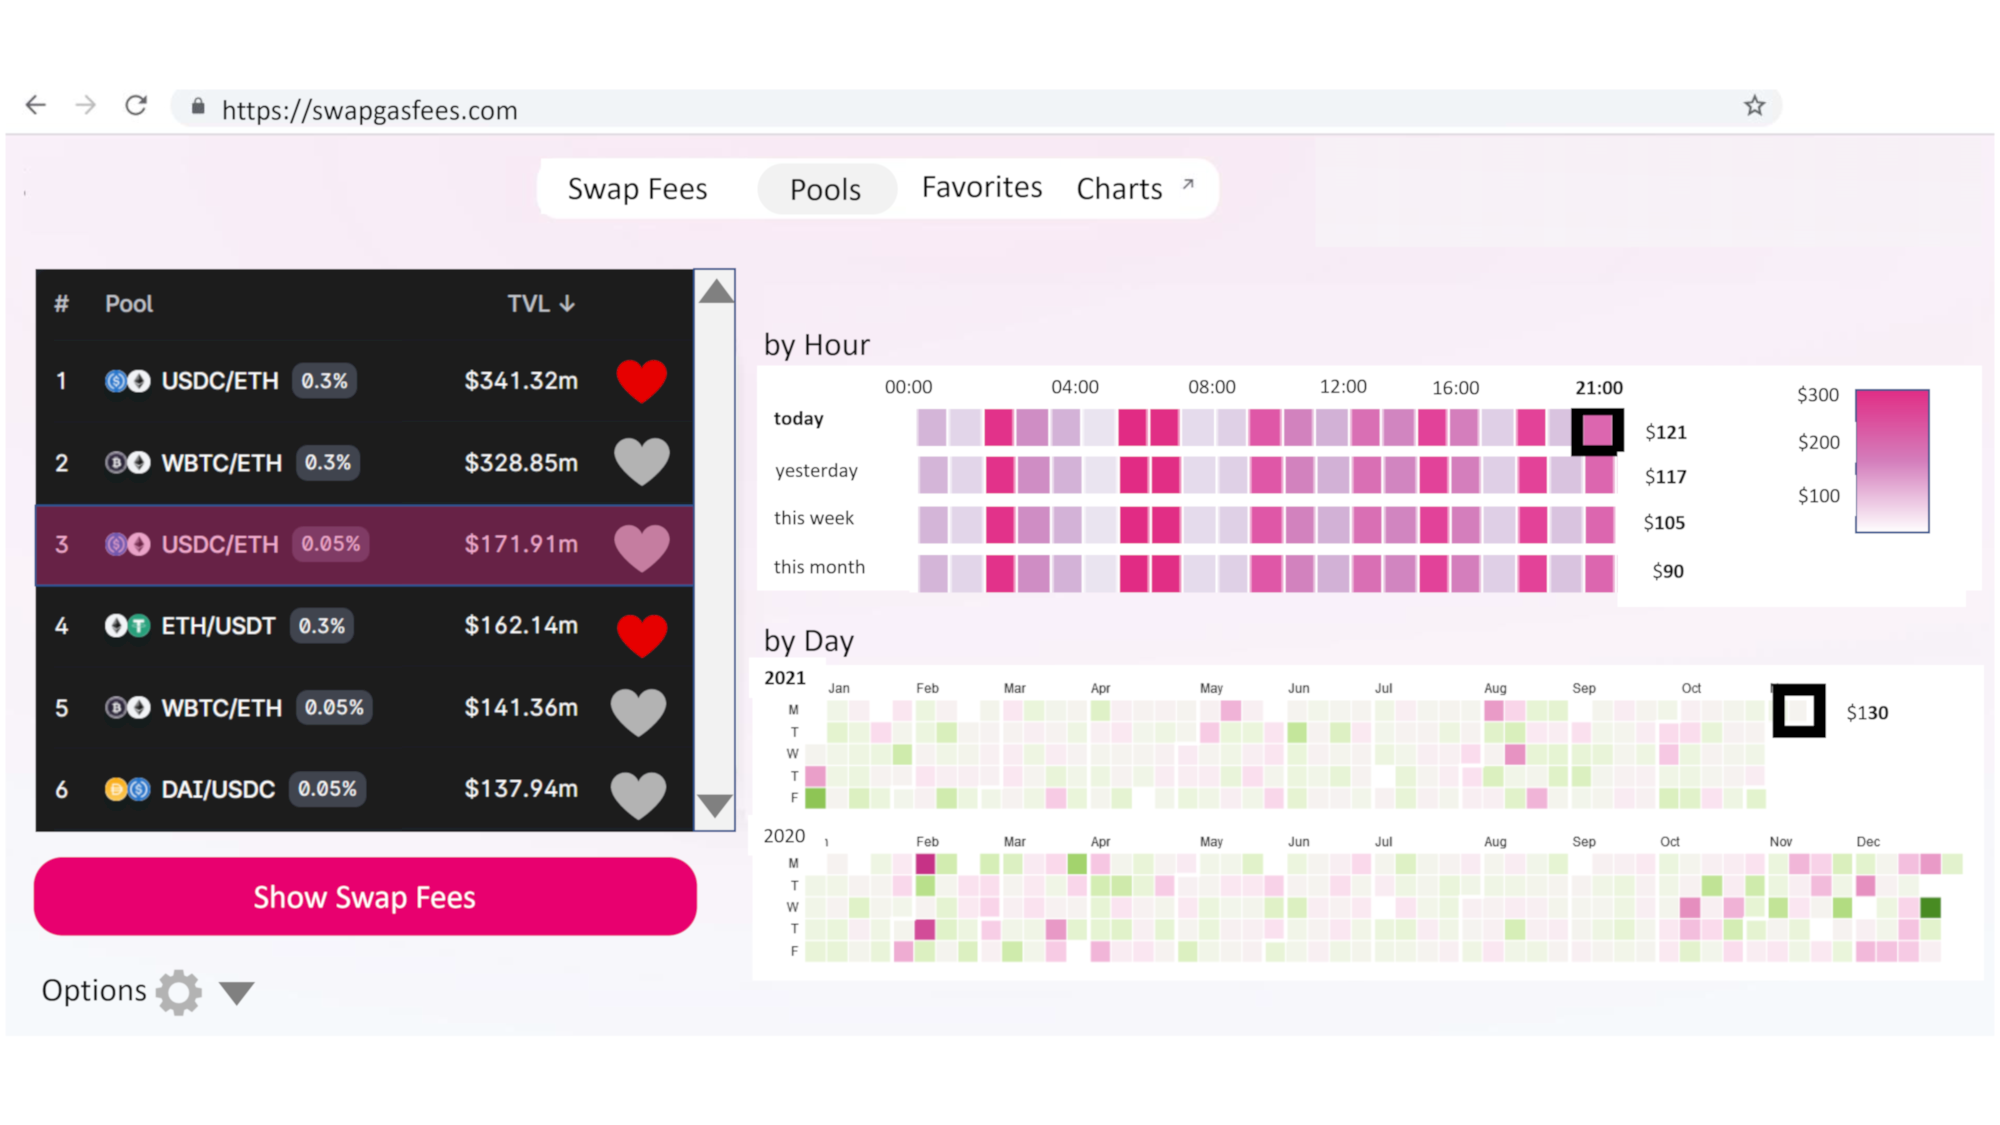 https://swapgasfees.com
Swap Fees Pools Favorites Charts ↗
# Pool TVL ↓
1 USDC/ETH 0.3% $341.32m
2 WBTC/ETH 0.3% $328.85m
3 USDC/ETH 0.05% $171.91m
4 ETH/USDT 0.3% $162.14m
5 WBTC/ETH 0.05% $141.36m
6 DAI/USDC 0.05% $137.94m
Show Swap Fees
Options
by Hour
00:00 04:00 08:00 12:00 16:00 21:00
today $121
yesterday $117
this week $105
this month $90
$300
$200
$100
by Day
2021
Jan Feb Mar Apr May Jun Jul Aug Sep Oct
M $130
T
W
T
F
2020
Feb Mar Apr May Jun Jul Aug Sep Oct Nov Dec
M
T
W
T
F